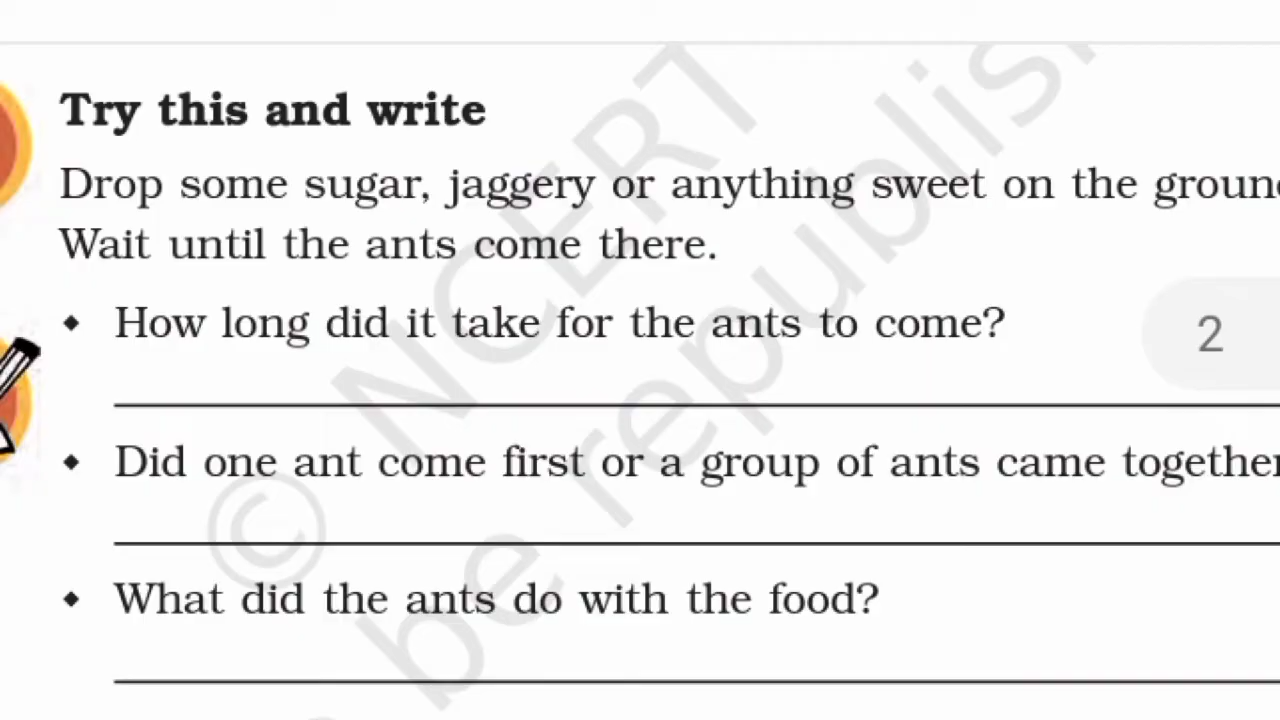 Try this and write
Drop some sugar, jaggery or anything sweet on the groun
Wait until the ants come there.
How long did it take for the ants to come?
2
Did one ant come first or a group of ants came together
What did the ants do with the food?
© NCERT
be republis